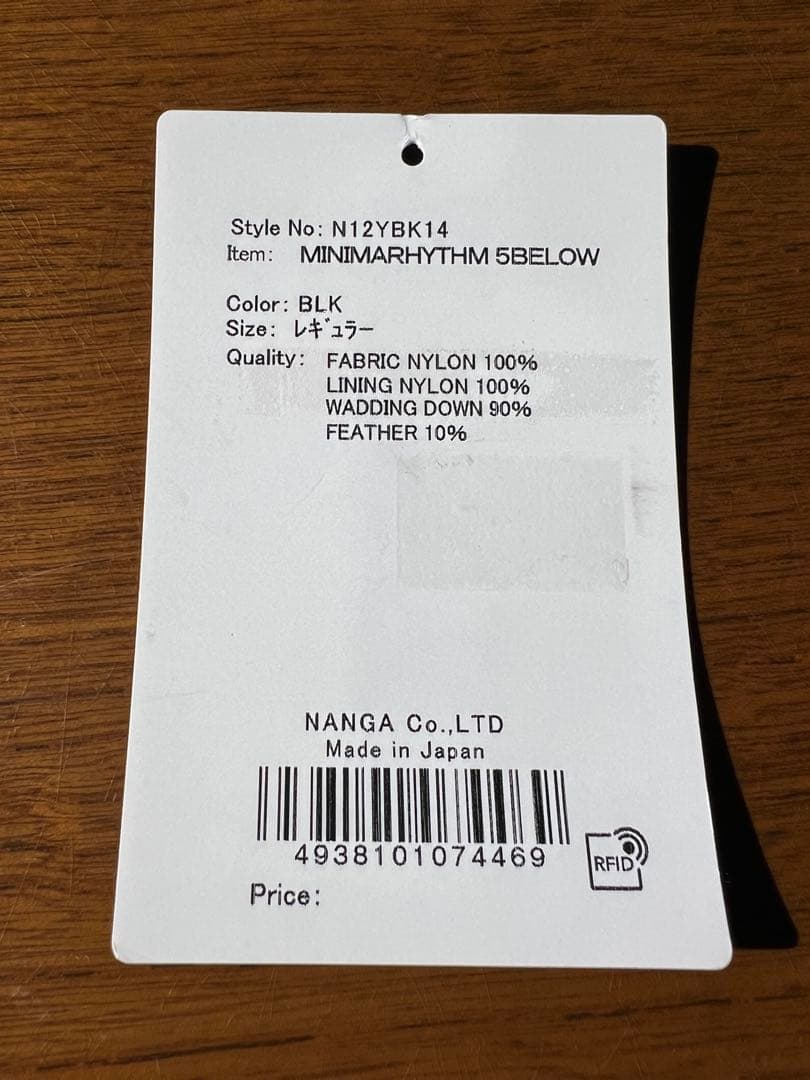 Style No: N12YBK14
Item: MINIMARHYTHM 5BELOW
Color: BLK
Size: ﾚｷﾞｭﾗｰ
Quality: FABRIC NYLON 100%
LINING NYLON 100%
WADDING DOWN 90%
FEATHER 10%
NANGA Co.,LTD
Made in Japan
4938101074469
RFID
Price: